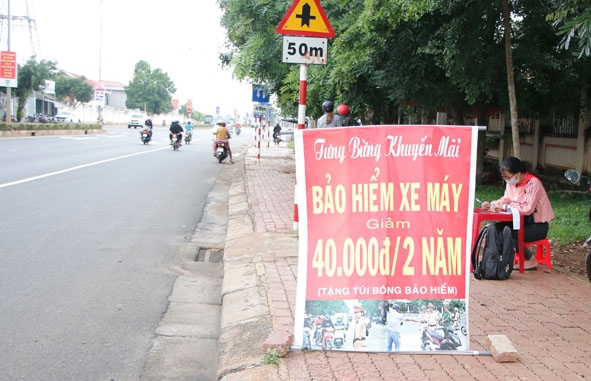 50m
Tưng Bừng Khuyến Mãi
BẢO HIỂM XE MÁY
Giảm
40.000đ/2 NĂM
(TẶNG TÚI BÓNG BẢO HIỂM)